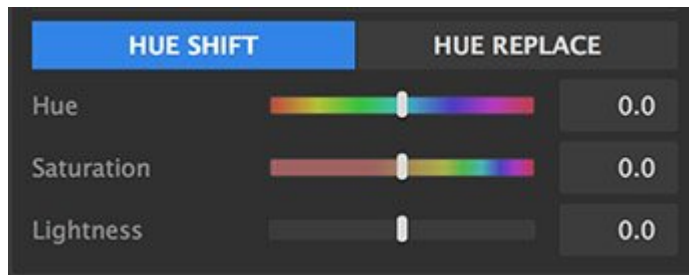 HUE SHIFT HUE REPLACE
Hue 0.0
Saturation 0.0
Lightness 0.0